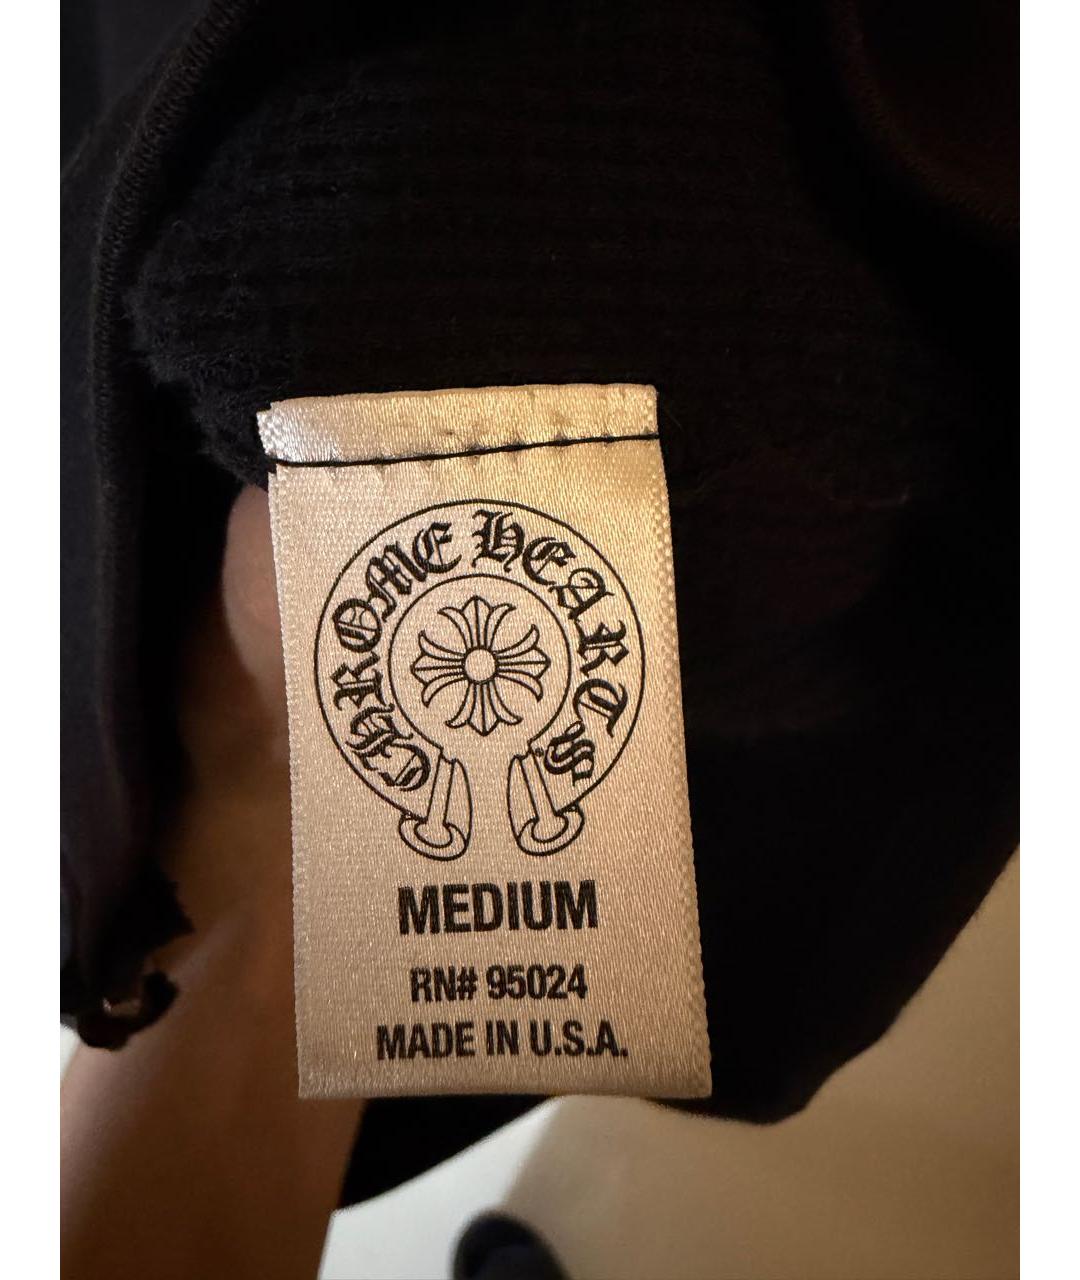 CHROME HEARTS
MEDIUM
RN# 95024
MADE IN U.S.A.